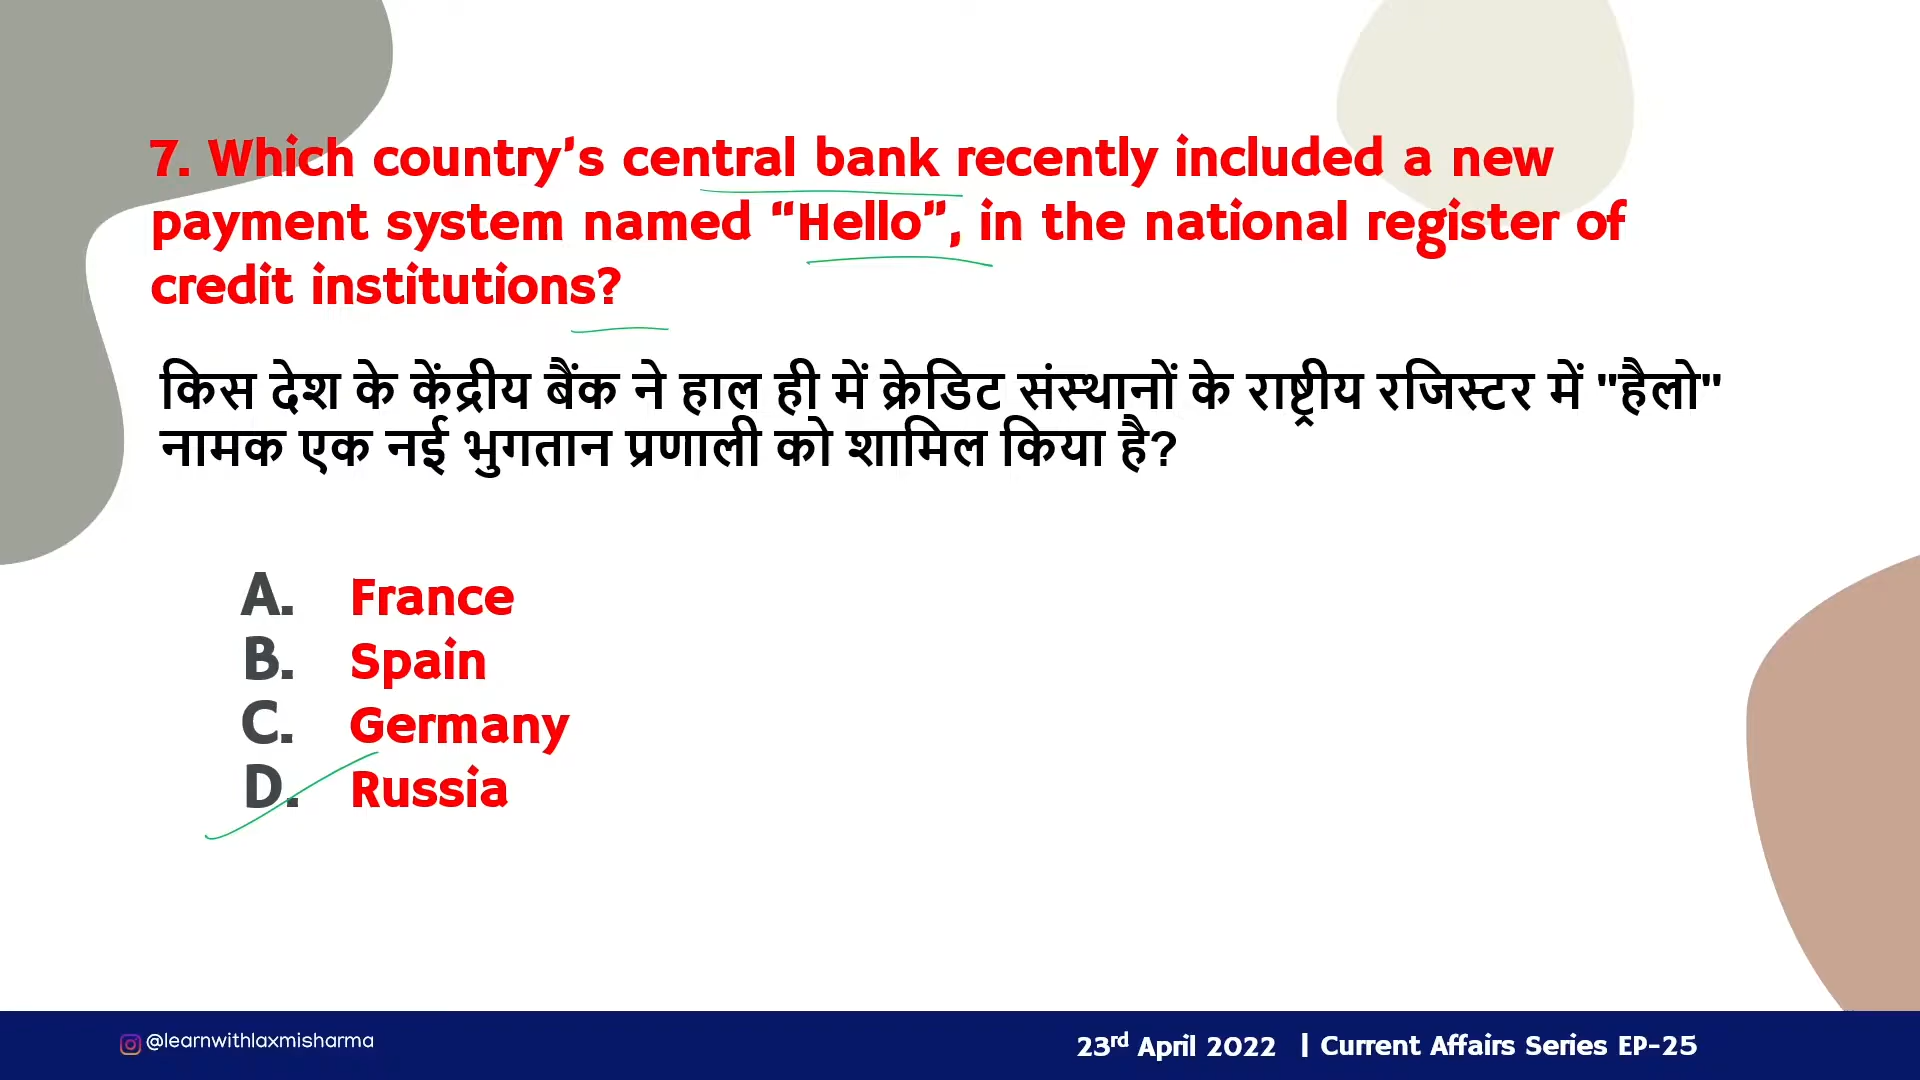 7. Which country’s central bank recently included a new
payment system named “Hello”, in the national register of
credit institutions?
किस देश के केंद्रीय बैंक ने हाल ही में क्रेडिट संस्थानों के राष्ट्रीय रजिस्टर में "हैलो"
नामक एक नई भुगतान प्रणाली को शामिल किया है?
A. France
B. Spain
C. Germany
D. Russia
@learnwithlaxmisharma
23rd April 2022 | Current Affairs Series EP-25